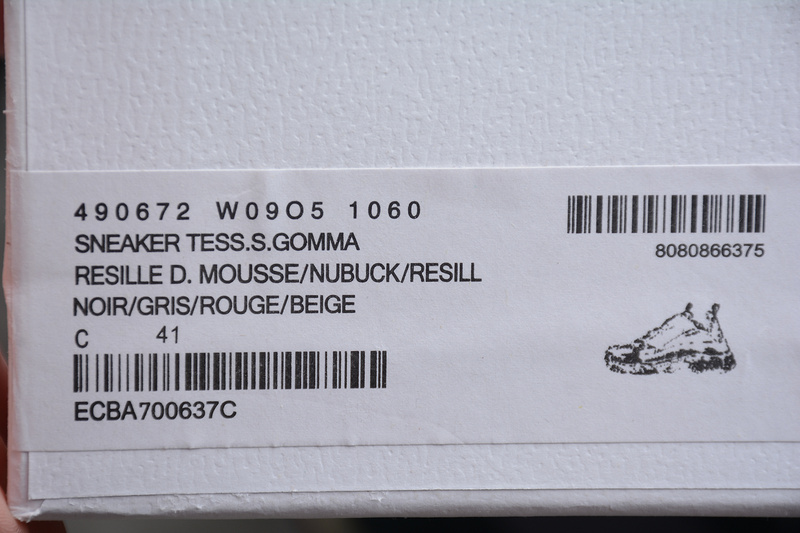 490672 W09O5 1060
8080866375
SNEAKER TESS.S.GOMMA
RESILLE D. MOUSSE/NUBUCK/RESILL
NOIR/GRIS/ROUGE/BEIGE
C 41
ECBA700637C